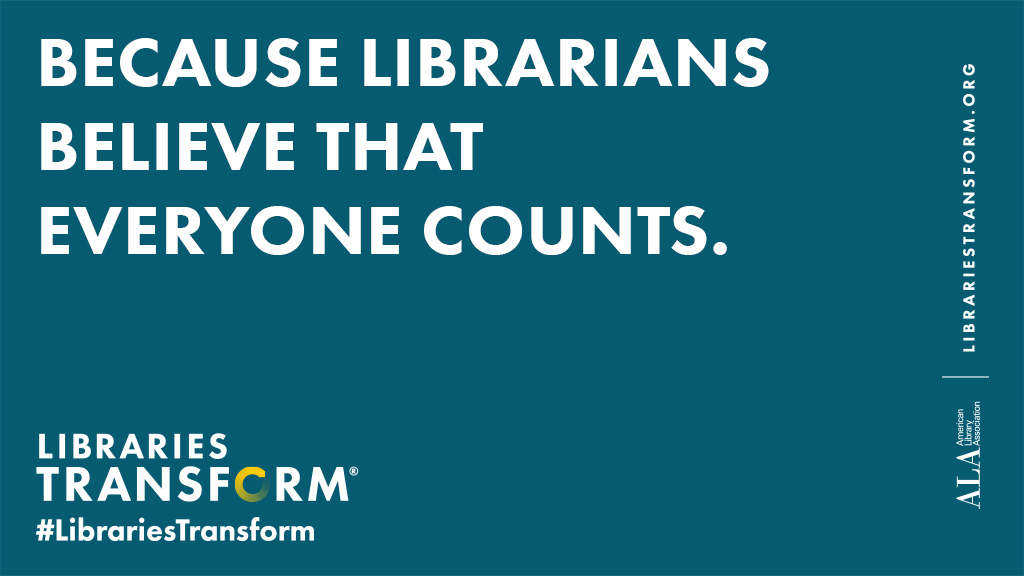 BECAUSE LIBRARIANS
BELIEVE THAT
EVERYONE COUNTS.
LIBRARIES
TRANSFORM®
#LibrariesTransform
LIBRARIESTRANSFORM.ORG
ALA
American
Library
Association